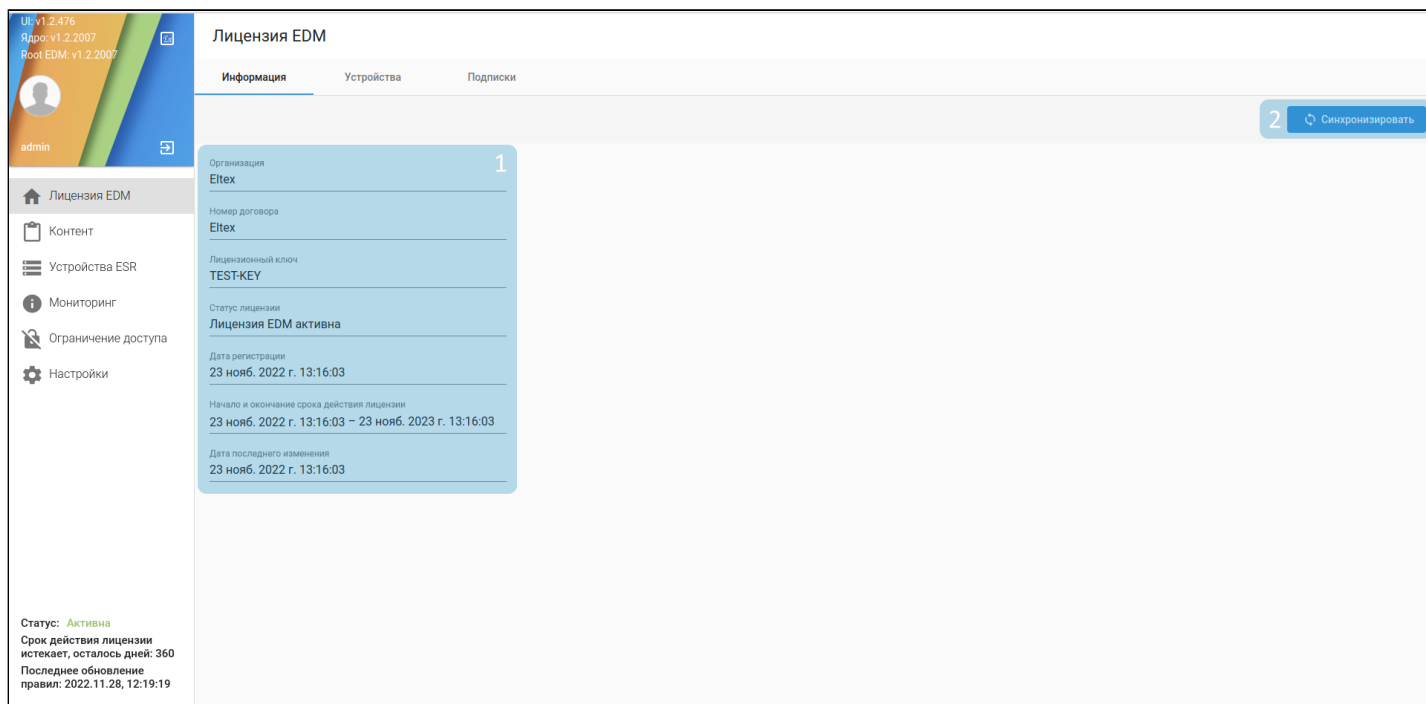 UI: v1.2.476
Ядро: v1.2.2007
Root EDM: v1.2.2007
admin
Лицензия EDM
Контент
Устройства ESR
Мониторинг
Ограничение доступа
Настройки
Статус: Активна
Срок действия лицензии
истекает, осталось дней: 360
Последнее обновление
правил: 2022.11.28, 12:19:19
Лицензия EDM
Информация Устройства Подписки
2 Синхронизировать
1
Организация
Eltex
Номер договора
Eltex
Лицензионный ключ
TEST-KEY
Статус лицензии
Лицензия EDM активна
Дата регистрации
23 нояб. 2022 г. 13:16:03
Начало и окончание срока действия лицензии
23 нояб. 2022 г. 13:16:03 – 23 нояб. 2023 г. 13:16:03
Дата последнего изменения
23 нояб. 2022 г. 13:16:03